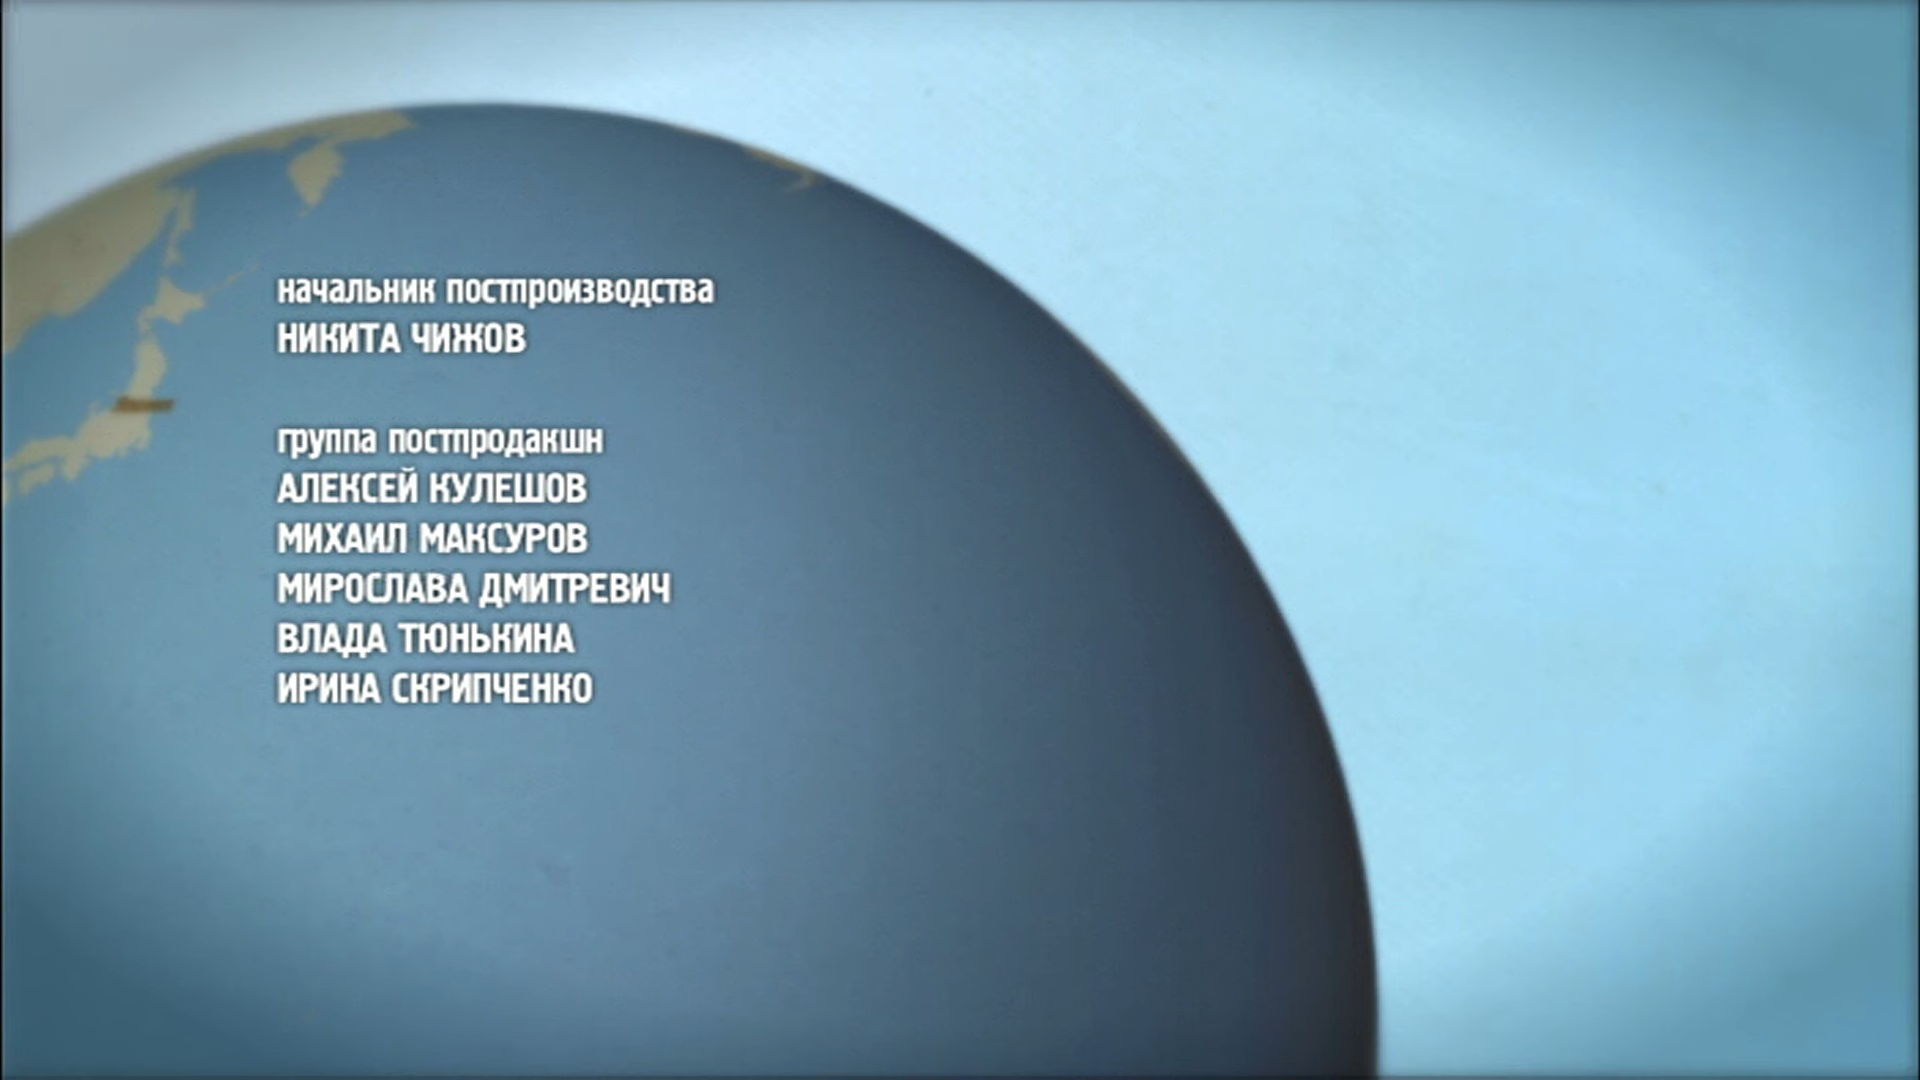 начальник постпроизводства
НИКИТА ЧИЖОВ
группа постпродакшн
АЛЕКСЕЙ КУЛЕШОВ
МИХАИЛ МАКСУРОВ
МИРОСЛАВА ДМИТРЕВИЧ
ВЛАДА ТЮНЬКИНА
ИРИНА СКРИПЧЕНКО